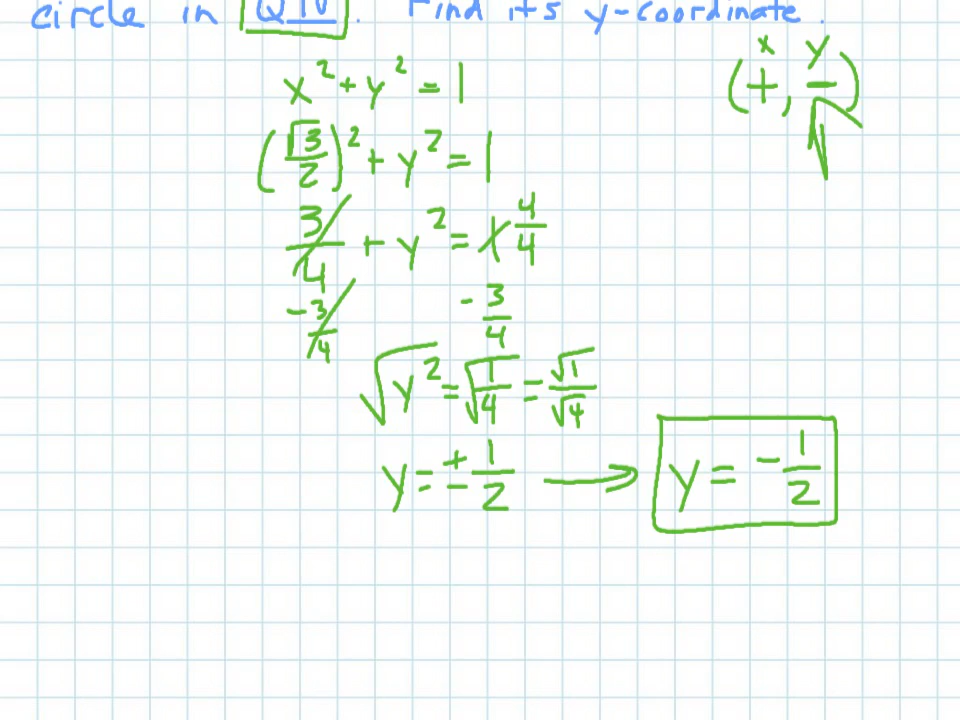 circle in QIV. Find its y-coordinate.
x² + y² = 1
(x+, y−)
(√3/2)² + y² = 1
3/4 + y² = 1 4/4
-3/4 -3/4
√y² = √1/4 = √1/√4
y = ± 1/2 → y = -1/2